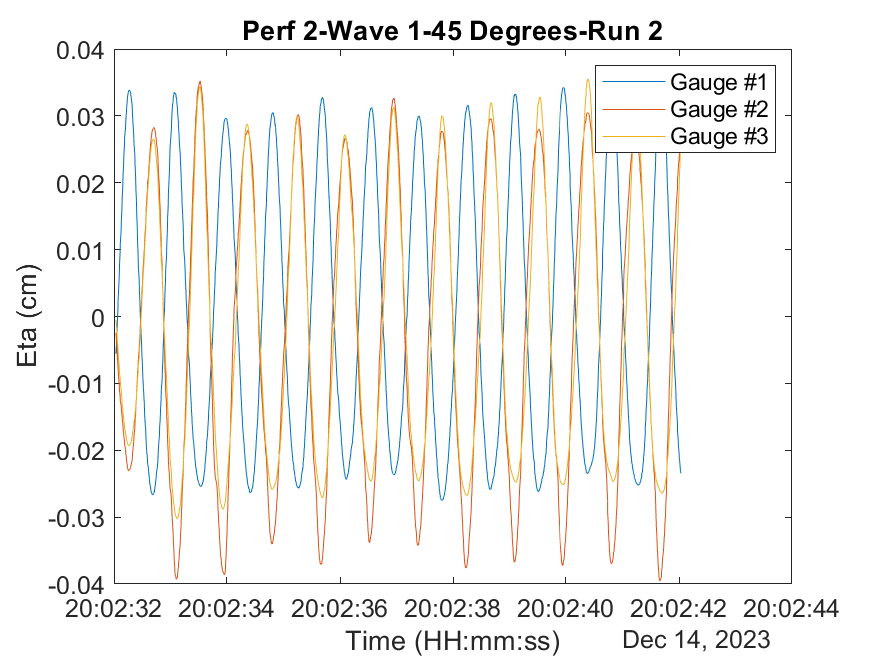 Perf 2-Wave 1-45 Degrees-Run 2
0.04
0.03
0.02
0.01
0
-0.01
-0.02
-0.03
-0.04
Eta (cm)
Gauge #1
Gauge #2
Gauge #3
20:02:32 20:02:34 20:02:36 20:02:38 20:02:40 20:02:42 20:02:44
Time (HH:mm:ss)
Dec 14, 2023